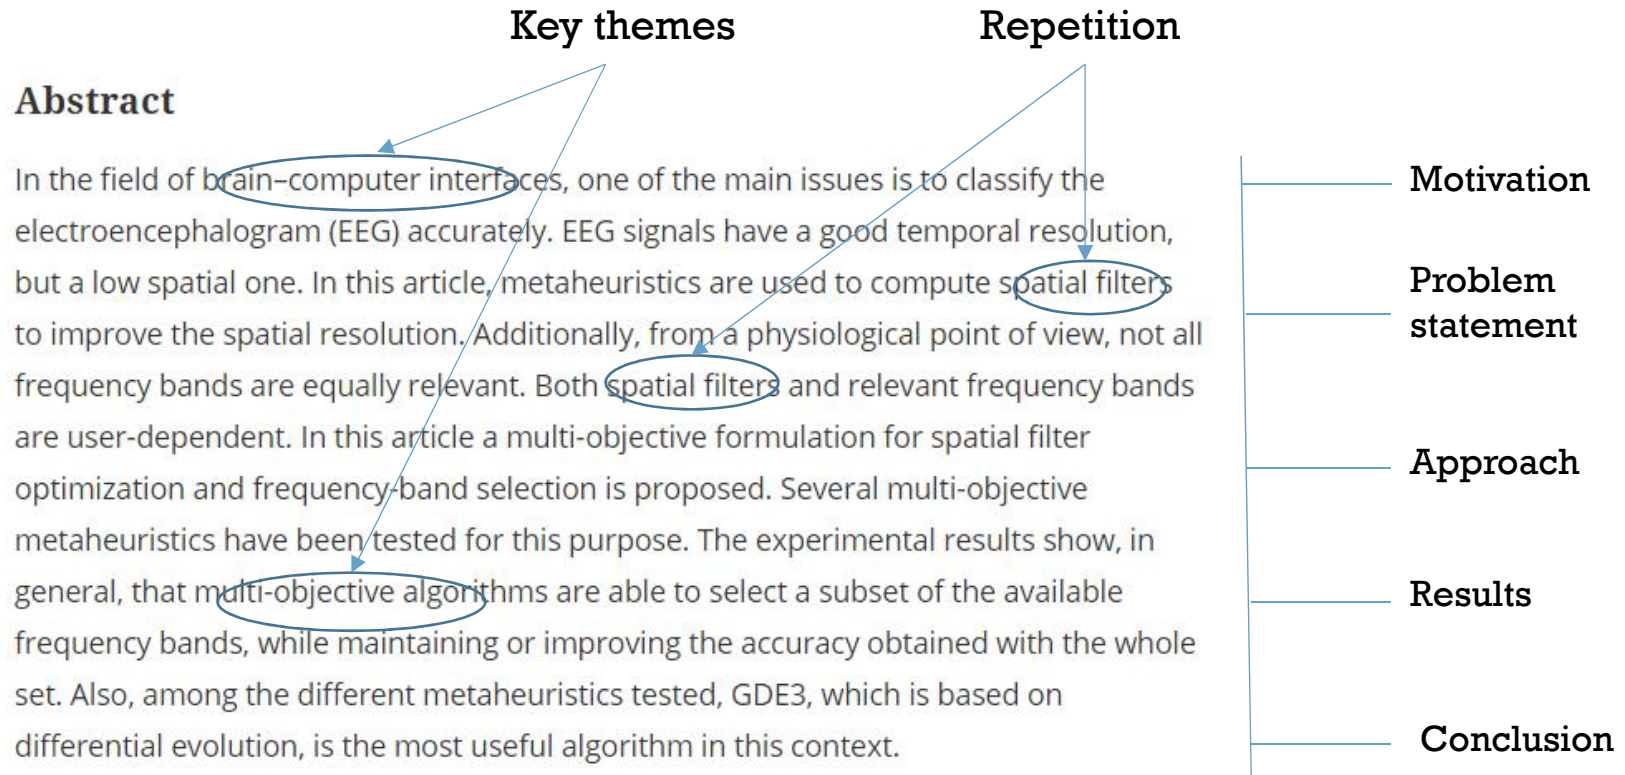 Key themes
Repetition
Abstract
In the field of brain–computer interfaces, one of the main issues is to classify the
electroencephalogram (EEG) accurately. EEG signals have a good temporal resolution,
but a low spatial one. In this article, metaheuristics are used to compute spatial filters
to improve the spatial resolution. Additionally, from a physiological point of view, not all
frequency bands are equally relevant. Both spatial filters and relevant frequency bands
are user-dependent. In this article a multi-objective formulation for spatial filter
optimization and frequency-band selection is proposed. Several multi-objective
metaheuristics have been tested for this purpose. The experimental results show, in
general, that multi-objective algorithms are able to select a subset of the available
frequency bands, while maintaining or improving the accuracy obtained with the whole
set. Also, among the different metaheuristics tested, GDE3, which is based on
differential evolution, is the most useful algorithm in this context.
Motivation
Problem
statement
Approach
Results
Conclusion